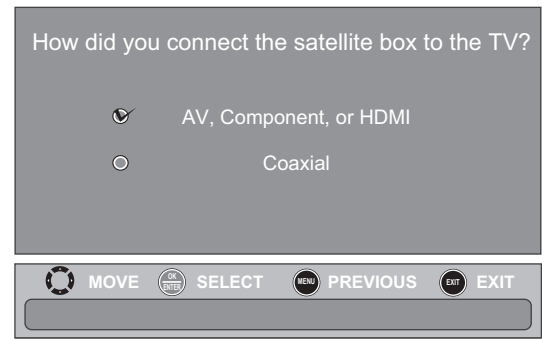 How did you connect the satellite box to the TV?
AV, Component, or HDMI
Coaxial
MOVE OK ENTER SELECT MENU PREVIOUS EXIT EXIT